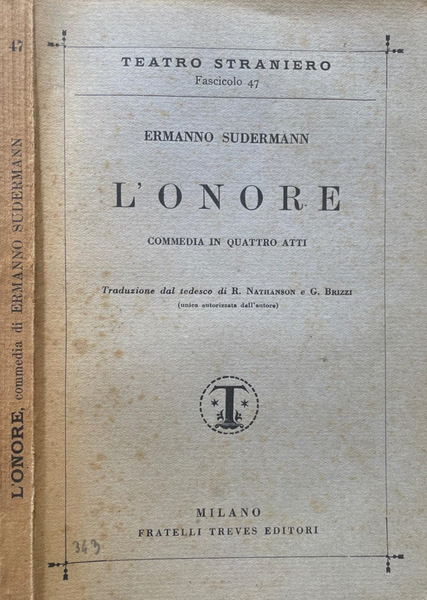 47
L'ONORE, commedia di ERMANNO SUDERMANN
TEATRO STRANIERO
Fascicolo 47
ERMANNO SUDERMANN
L'ONORE
COMMEDIA IN QUATTRO ATTI
Traduzione dal tedesco di R. NATHANSON e G. BRIZZI
(unica autorizzata dall'autore)
T
MILANO
FRATELLI TREVES EDITORI
343